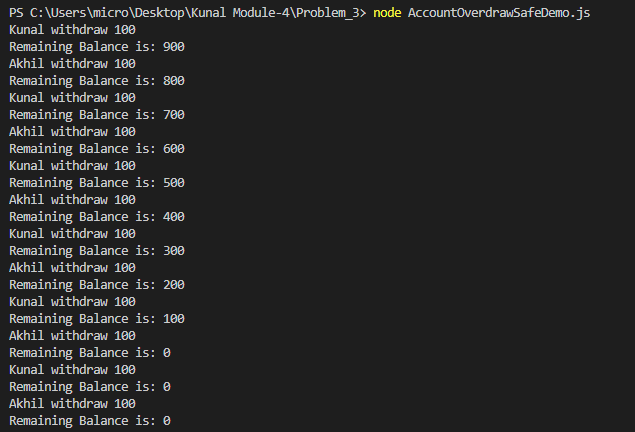 PS C:\Users\micro\Desktop\Kunal Module-4\Problem_3> node AccountOverdrawSafeDemo.js
Kunal withdraw 100
Remaining Balance is: 900
Akhil withdraw 100
Remaining Balance is: 800
Kunal withdraw 100
Remaining Balance is: 700
Akhil withdraw 100
Remaining Balance is: 600
Kunal withdraw 100
Remaining Balance is: 500
Akhil withdraw 100
Remaining Balance is: 400
Kunal withdraw 100
Remaining Balance is: 300
Akhil withdraw 100
Remaining Balance is: 200
Kunal withdraw 100
Remaining Balance is: 100
Akhil withdraw 100
Remaining Balance is: 0
Kunal withdraw 100
Remaining Balance is: 0
Akhil withdraw 100
Remaining Balance is: 0